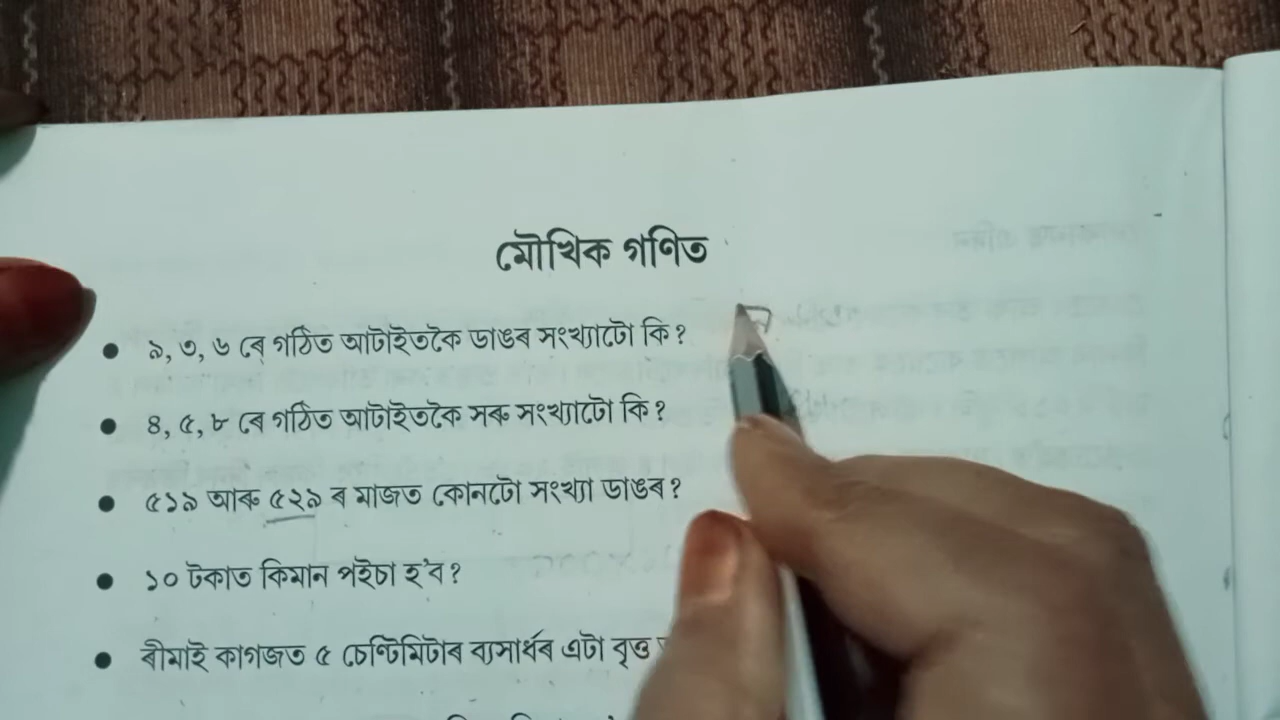 মৌখিক গণিত
● ৯, ৩, ৬ ৰে গঠিত আটাইতকৈ ডাঙৰ সংখ্যাটো কি?
● ৪, ৫, ৮ ৰে গঠিত আটাইতকৈ সৰু সংখ্যাটো কি?
● ৫১৯ আৰু ৫২৯ ৰ মাজত কোনটো সংখ্যা ডাঙৰ?
● ১০ টকাত কিমান পইচা হ'ব?
● ৰীমাই কাগজত ৫ চেণ্টিমিটাৰ ব্যসাৰ্ধৰ এটা বৃত্ত